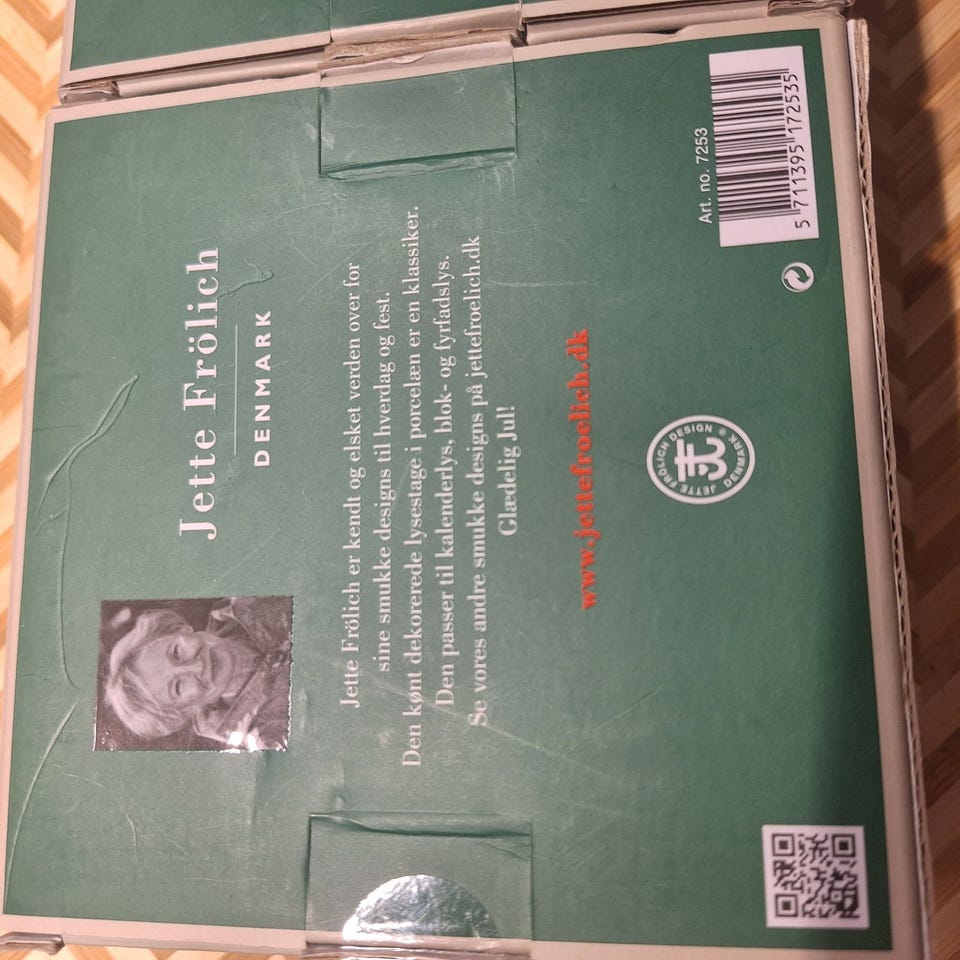 Jette Frölich
DENMARK
Jette Frölich er kendt og elsket verden over for
sine smukke designs til hverdag og fest.
Den kønt dekorerede lysestage i porcelæn er en klassiker.
Den passer til kalenderlys, blok- og fyrfadslys.
Se vores andre smukke designs på jettefroelich.dk
Glædelig Jul!
www.jettefroelich.dk
JETTE FRÖLICH DESIGN ® DENMARK
Art. no. 7253
5 711395 172535